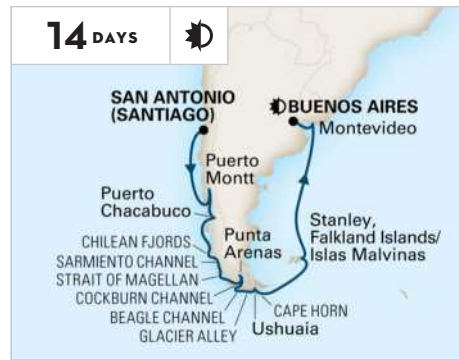 14 DAYS
SAN ANTONIO
(SANTIAGO)
BUENOS AIRES
Montevideo
Puerto
Montt
Puerto
Chacabuco
Stanley,
Falkland Islands/
Islas Malvinas
Punta
Arenas
CHILEAN FJORDS
SARMIENTO CHANNEL
STRAIT OF MAGELLAN
COCKBURN CHANNEL
BEAGLE CHANNEL
GLACIER ALLEY
CAPE HORN
Ushuaia